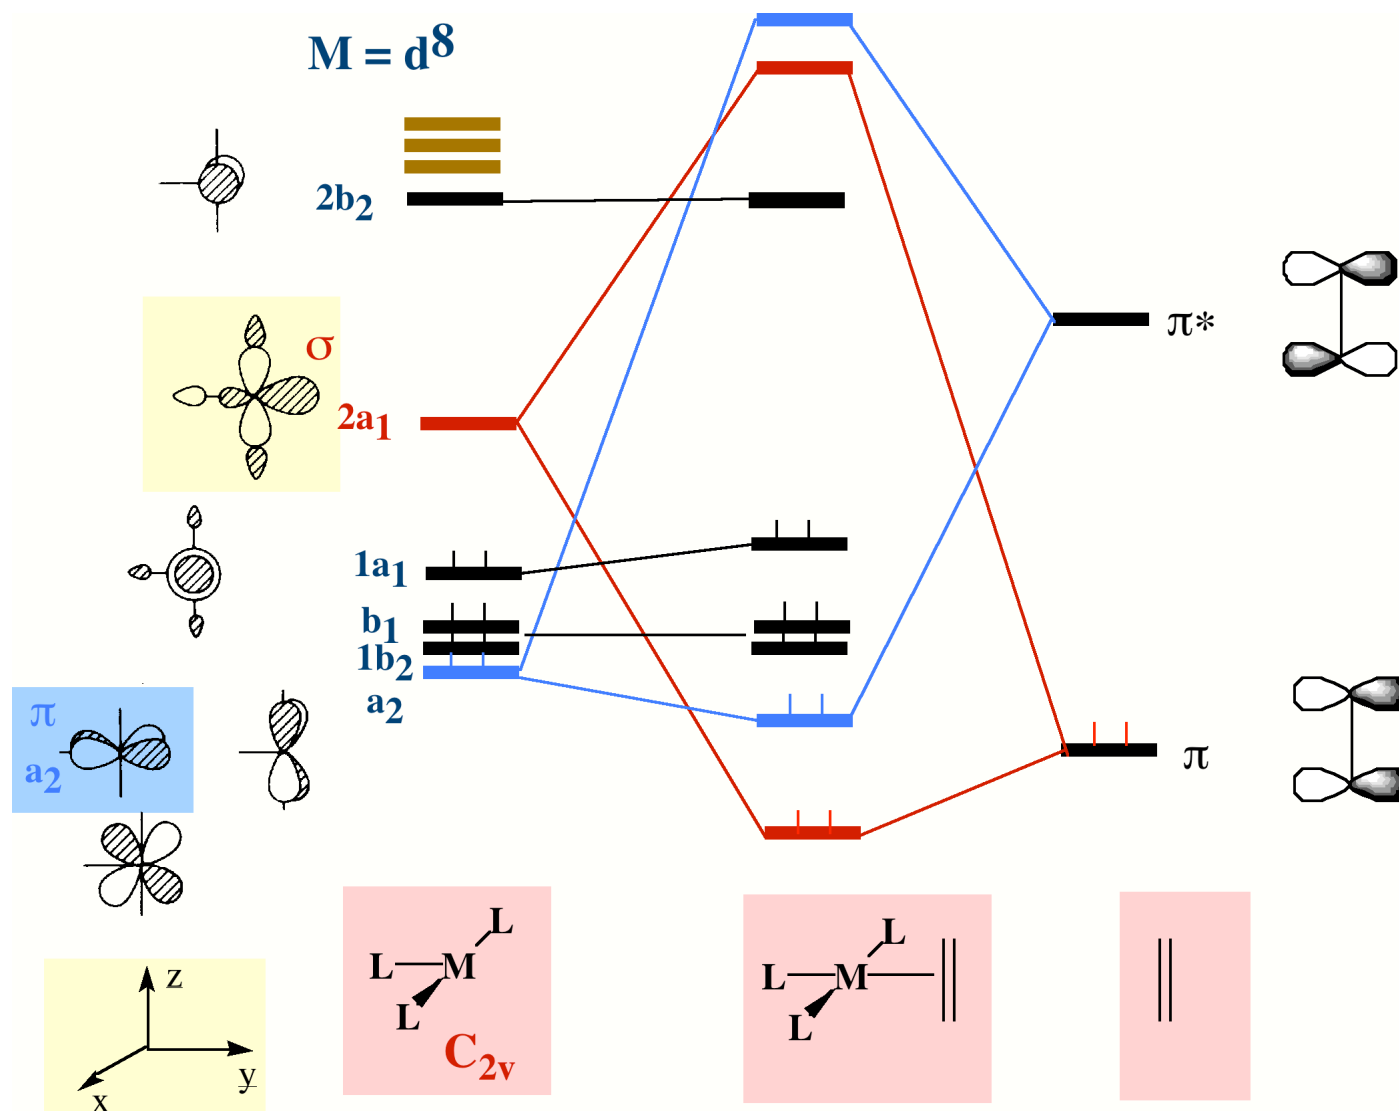 M = d⁸
2b₂
σ
2a₁
π*
1a₁
b₁
1b₂
a₂
π
a₂
π
L
L—M
L
C₂ᵥ
L
L—M
L
z
y
x